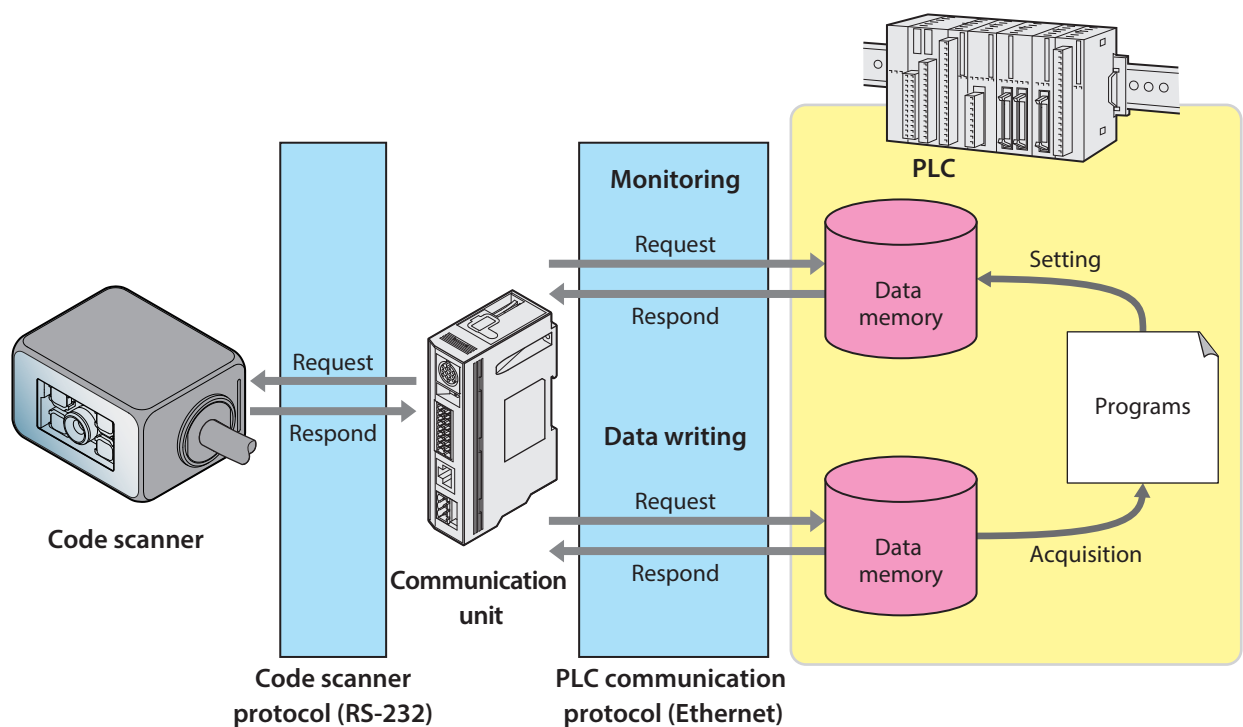 PLC
Monitoring
Request
Respond
Data
memory
Setting
Programs
Request
Respond
Data writing
Request
Respond
Data
memory
Acquisition
Code scanner
Communication
unit
Code scanner
protocol (RS-232)
PLC communication
protocol (Ethernet)